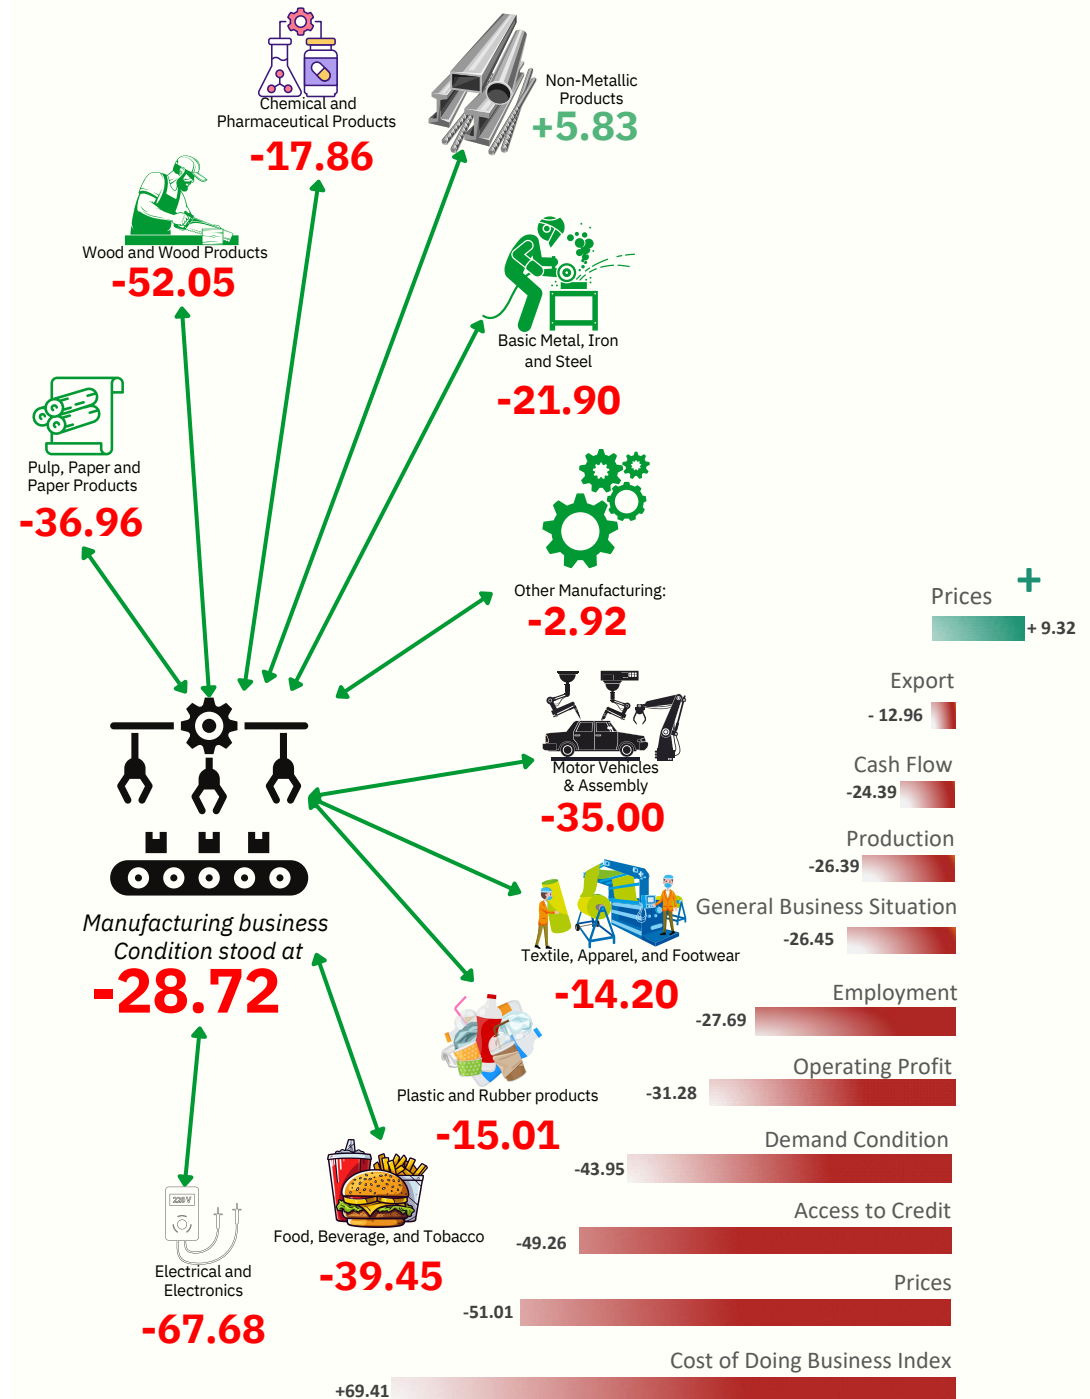 Chemical and
Pharmaceutical Products
-17.86
Non-Metallic
Products
+5.83
Wood and Wood Products
-52.05
Basic Metal, Iron
and Steel
-21.90
Pulp, Paper and
Paper Products
-36.96
Other Manufacturing:
-2.92
Motor Vehicles
& Assembly
-35.00
Manufacturing business
Condition stood at
-28.72
Textile, Apparel, and Footwear
-14.20
Plastic and Rubber products
-15.01
220 V
Food, Beverage, and Tobacco
-39.45
Electrical and
Electronics
-67.68
+
Prices
+ 9.32
Export
- 12.96
Cash Flow
-24.39
Production
-26.39
General Business Situation
-26.45
Employment
-27.69
Operating Profit
-31.28
Demand Condition
-43.95
Access to Credit
-49.26
Prices
-51.01
Cost of Doing Business Index
+69.41